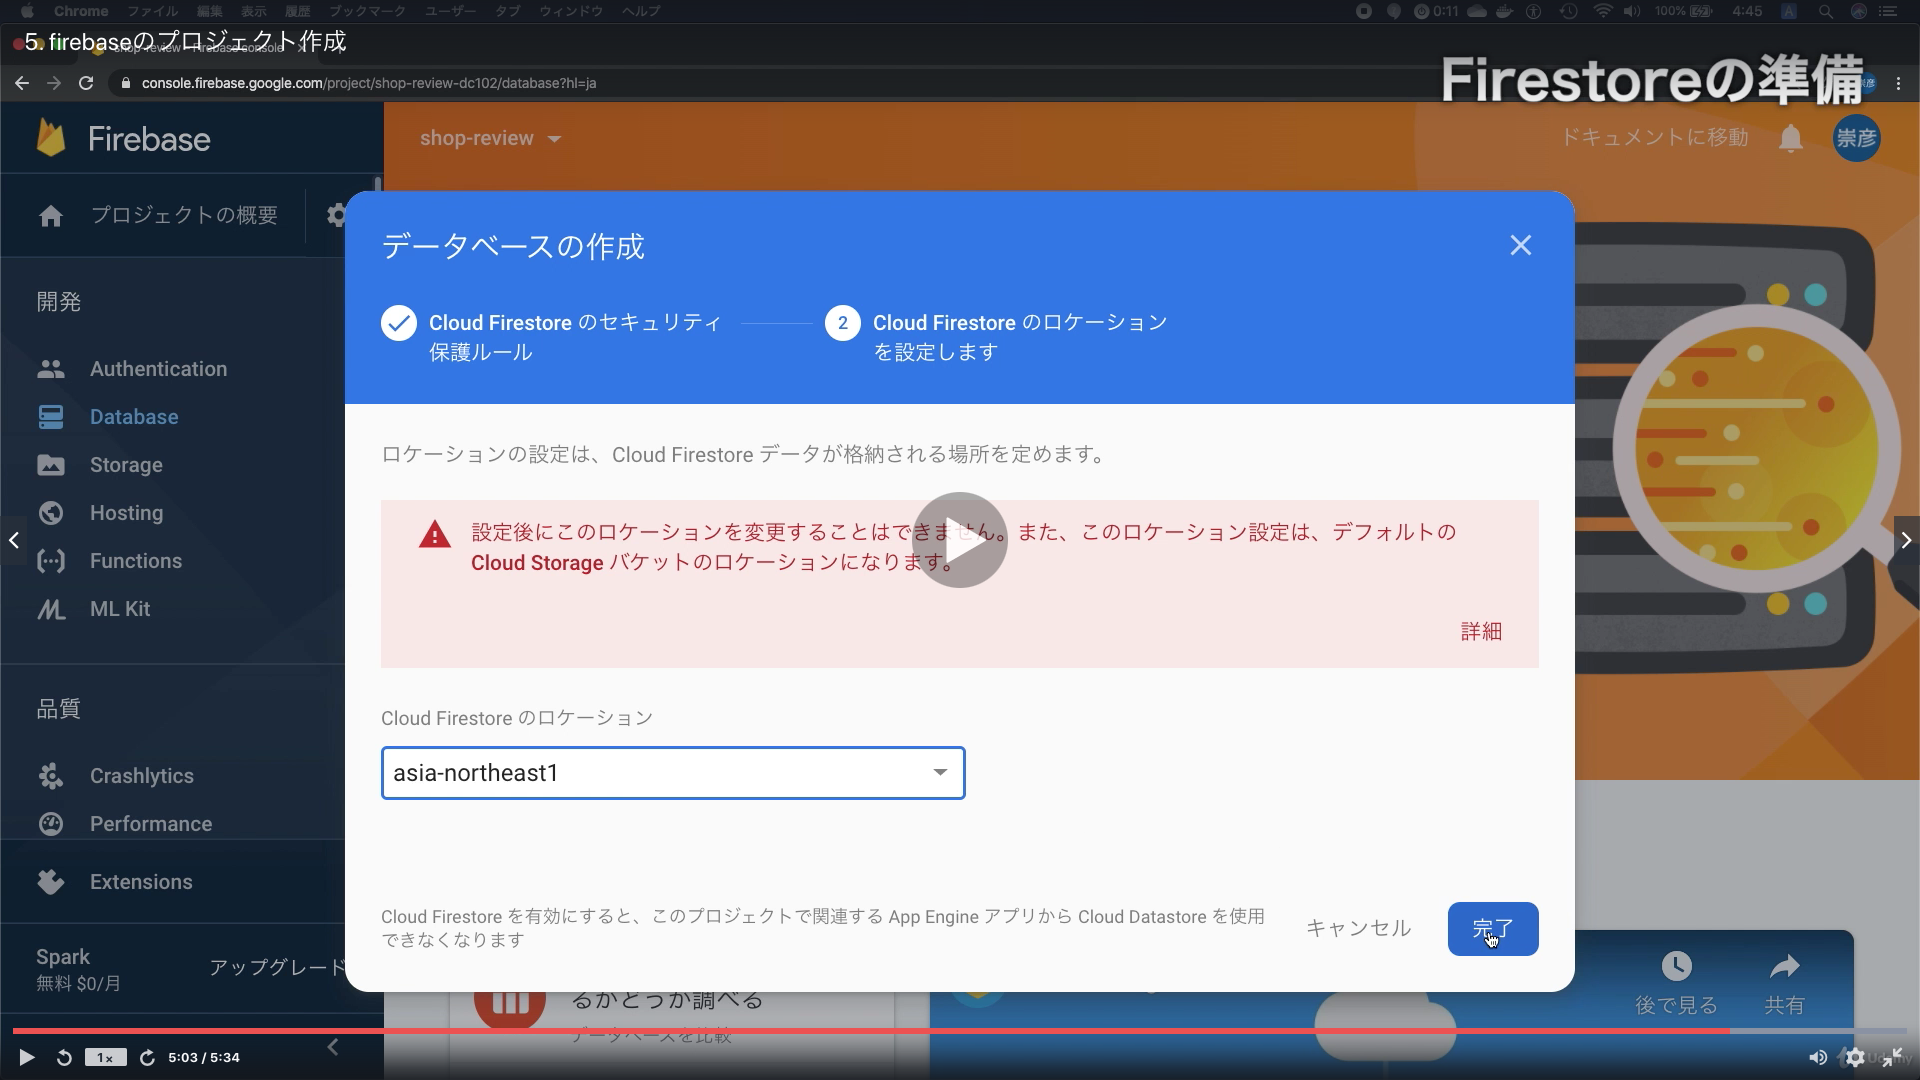 Chrome ファイル 編集 表示 履歴 ブックマーク ユーザー タブ ウィンドウ ヘルプ
0:11 100% 4:45 A
5. firebaseのプロジェクト作成
console.firebase.google.com/project/shop-review-dc102/database?hl=ja
Firestoreの準備
Firebase
shop-review
ドキュメントに移動
崇彦
プロジェクトの概要
データベースの作成
Cloud Firestore のセキュリティ
保護ルール
2
Cloud Firestore のロケーション
を設定します
開発
Authentication
Database
Storage
Hosting
Functions
ML Kit
品質
Crashlytics
Performance
Extensions
Spark
無料 $0/月
アップグレード
ロケーションの設定は、Cloud Firestore データが格納される場所を定めます。
設定後にこのロケーションを変更することはできません。また、このロケーション設定は、デフォルトの
Cloud Storage バケットのロケーションになります。
詳細
Cloud Firestore のロケーション
asia-northeast1
Cloud Firestore を有効にすると、このプロジェクトで関連する App Engine アプリから Cloud Datastore を使用
できなくなります
キャンセル
完了
るかどうか調べる
データベースを比較
後で見る
共有
1x
5:03 / 5:34
Udemy